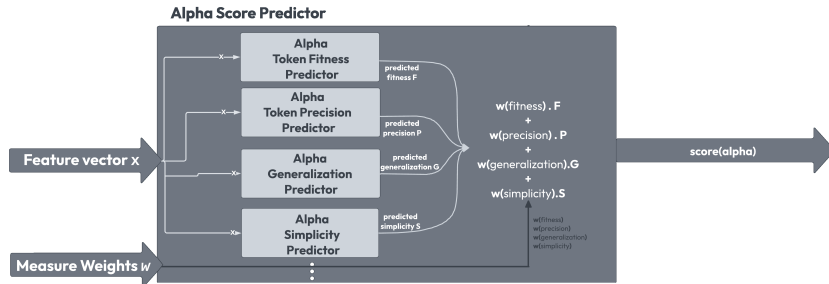 Alpha Score Predictor
Alpha
Token Fitness
Predictor
x
predicted
fitness F
Alpha
Token Precision
Predictor
x
predicted
precision P
Alpha
Generalization
Predictor
x
predicted
generalization G
Alpha
Simplicity
Predictor
x
predicted
simplicity S
Feature vector x
Measure Weights w
w(fitness) . F
+
w(precision) . P
+
w(generalization).G
+
w(simplicity).S
w(fitness)
w(precision)
w(generalization)
w(simplicity)
score(alpha)